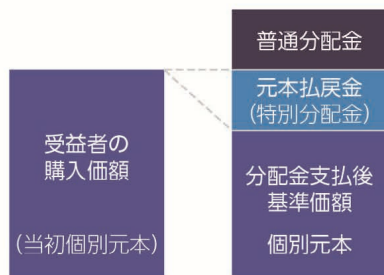 普通分配金
元本払戻金
(特別分配金)
受益者の
購入価額
(当初個別元本)
分配金支払後
基準価額
個別元本